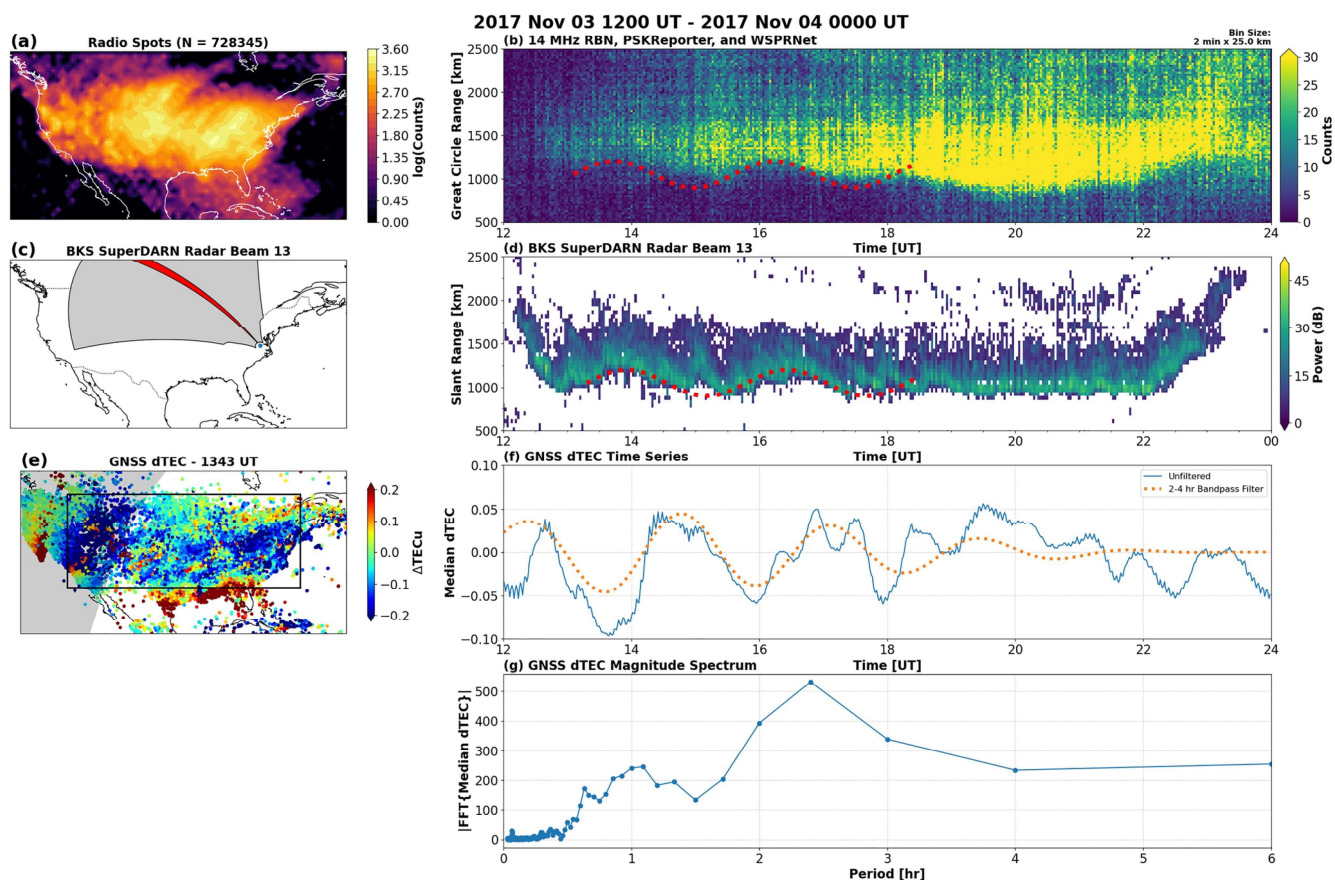 2017 Nov 03 1200 UT - 2017 Nov 04 0000 UT
(a)
Radio Spots (N = 728345)
3.60
3.15
2.70
2.25
1.80
1.35
0.90
0.45
0.00
log(Counts)
(b) 14 MHz RBN, PSKReporter, and WSPRNet
Bin Size:
2 min x 25.0 km
Great Circle Range [km]
2500
2000
1500
1000
500
12 14 16 18 20 22 24
Time [UT]
30
25
20
15
10
5
0
Counts
(c)
BKS SuperDARN Radar Beam 13
(d) BKS SuperDARN Radar Beam 13
Slant Range [km]
2500
2000
1500
1000
500
12 14 16 18 20 22 00
Time [UT]
45
30
15
0
Power (dB)
(e)
GNSS dTEC - 1343 UT
0.2
0.1
0.0
−0.1
−0.2
ΔTECu
(f) GNSS dTEC Time Series
Unfiltered
2-4 hr Bandpass Filter
Median dTEC
0.10
0.05
0.00
−0.05
−0.10
12 14 16 18 20 22 24
Time [UT]
(g) GNSS dTEC Magnitude Spectrum
|FFT{Median dTEC}|
500
400
300
200
100
0
0 1 2 3 4 5 6
Period [hr]